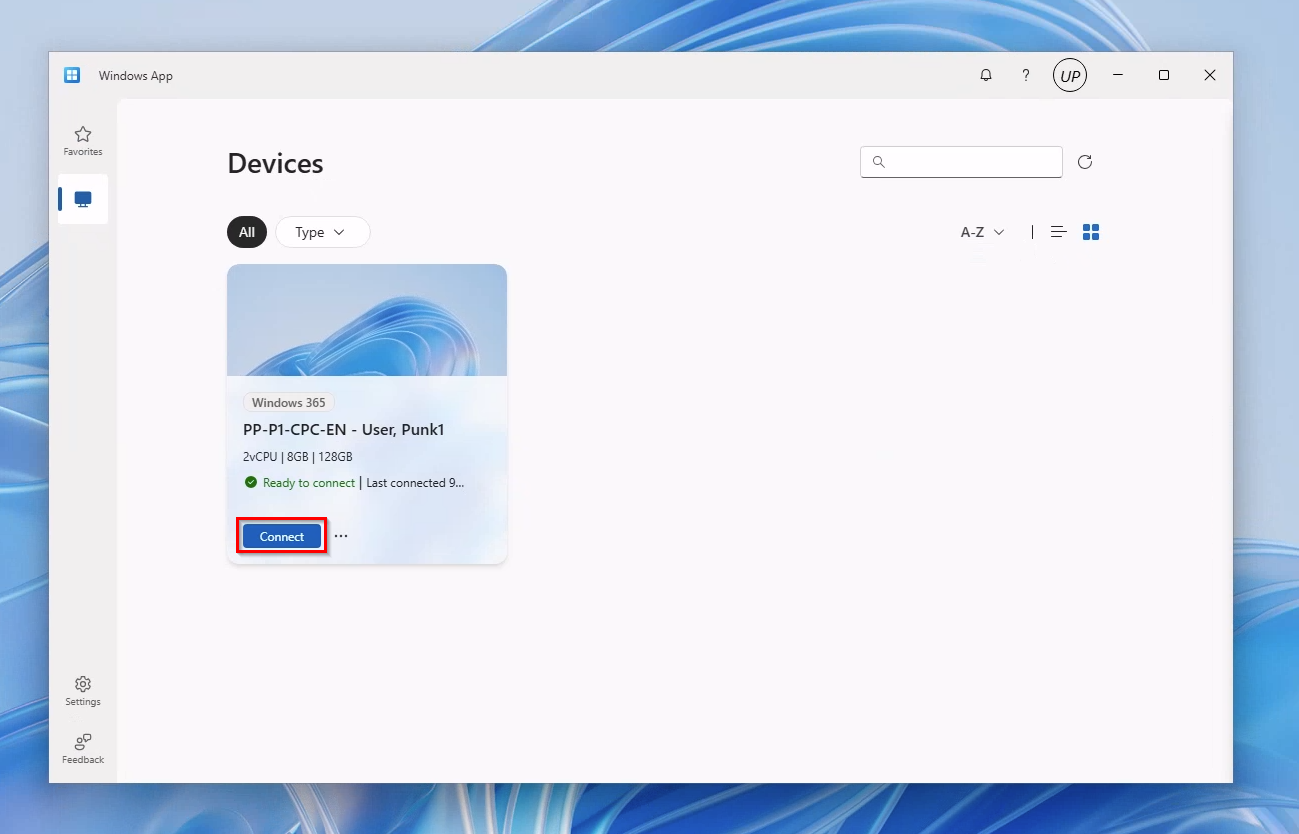 Windows App
?
UP
Favorites
Devices
All
Type
A-Z
Windows 365
PP-P1-CPC-EN - User, Punk1
2vCPU | 8GB | 128GB
Ready to connect | Last connected 9...
Connect
...
Settings
Feedback